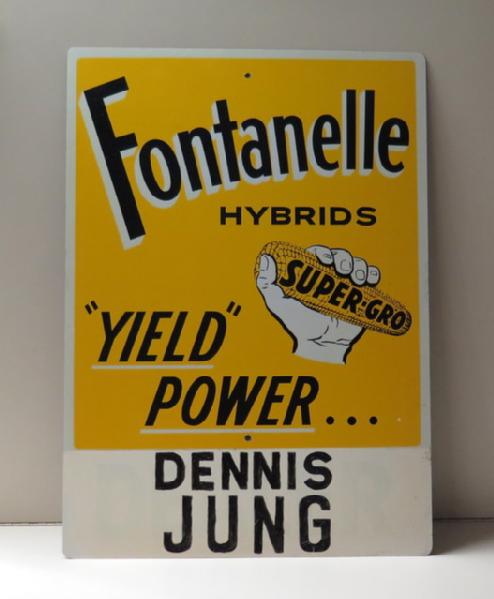 Fontanelle
HYBRIDS
SUPER-GRO
"YIELD"
POWER...
DENNIS
JUNG